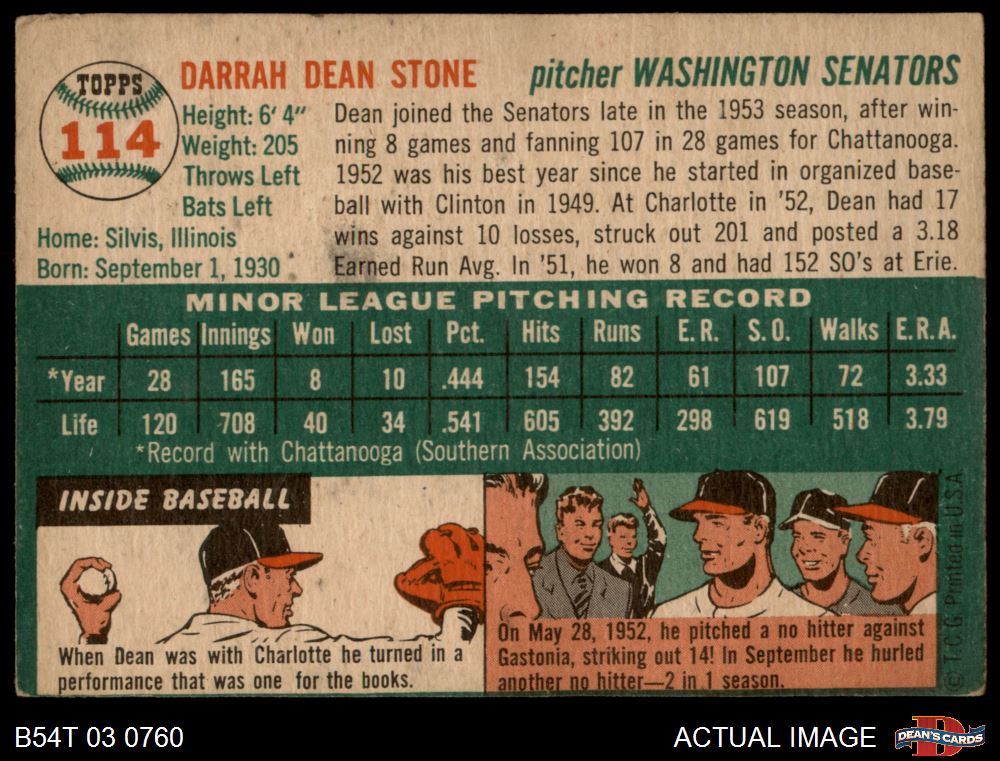 TOPPS
114
DARRAH DEAN STONE
pitcher WASHINGTON SENATORS
Height: 6' 4"
Weight: 205
Throws Left
Bats Left
Home: Silvis, Illinois
Born: September 1, 1930
Dean joined the Senators late in the 1953 season, after win-
ning 8 games and fanning 107 in 28 games for Chattanooga.
1952 was his best year since he started in organized base-
ball with Clinton in 1949. At Charlotte in '52, Dean had 17
wins against 10 losses, struck out 201 and posted a 3.18
Earned Run Avg. In '51, he won 8 and had 152 SO's at Erie.
MINOR LEAGUE PITCHING RECORD
Games Innings Won Lost Pct. Hits Runs E.R. S.O. Walks E.R.A.
*Year 28 165 8 10 .444 154 82 61 107 72 3.33
Life 120 708 40 34 .541 605 392 298 619 518 3.79
*Record with Chattanooga (Southern Association)
INSIDE BASEBALL
When Dean was with Charlotte he turned in a
performance that was one for the books.
On May 28, 1952, he pitched a no hitter against
Gastonia, striking out 14! In September he hurled
another no hitter—2 in 1 season.
© T.C.G. Printed in U.S.A.
B54T 03 0760
ACTUAL IMAGE
DEAN'S CARDS